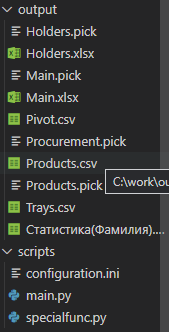 output
Holders.pick
Holders.xlsx
Main.pick
Main.xlsx
Pivot.csv
Procurement.pick
Products.csv
Products.pick
C:\work\ou
Trays.csv
Статистика(Фамилия)....
scripts
configuration.ini
main.py
specialfunc.py